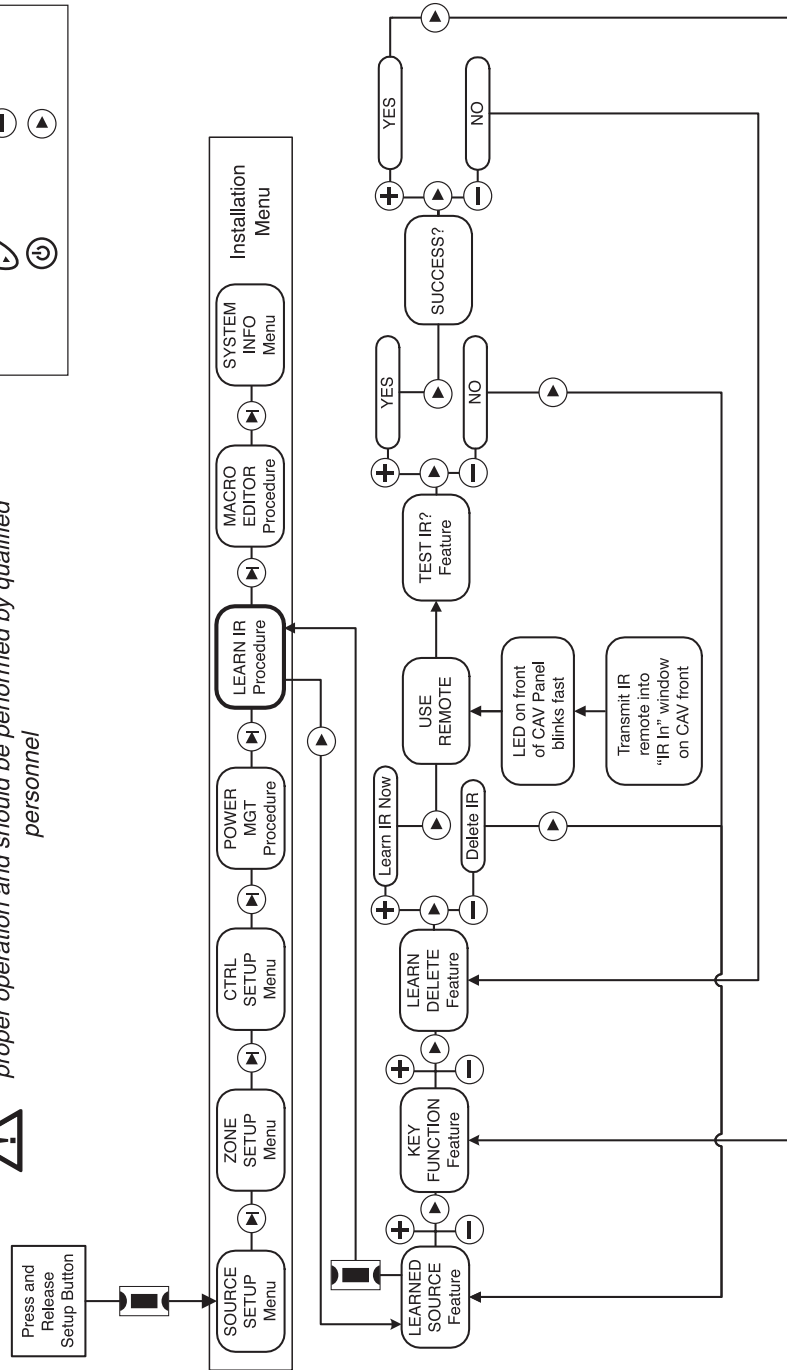 proper operation and should be performed by qualified
personnel
Press and
Release
Setup Button
SOURCE
SETUP
Menu
ZONE
SETUP
Menu
CTRL
SETUP
Menu
POWER
MGT
Procedure
LEARN IR
Procedure
MACRO
EDITOR
Procedure
SYSTEM
INFO
Menu
Installation
Menu
LEARNED
SOURCE
Feature
KEY
FUNCTION
Feature
LEARN
DELETE
Feature
Learn IR Now
Delete IR
USE
REMOTE
LED on front
of CAV Panel
blinks fast
Transmit IR
remote into
“IR In” window
on CAV front
TEST IR?
Feature
YES
NO
SUCCESS?
YES
NO